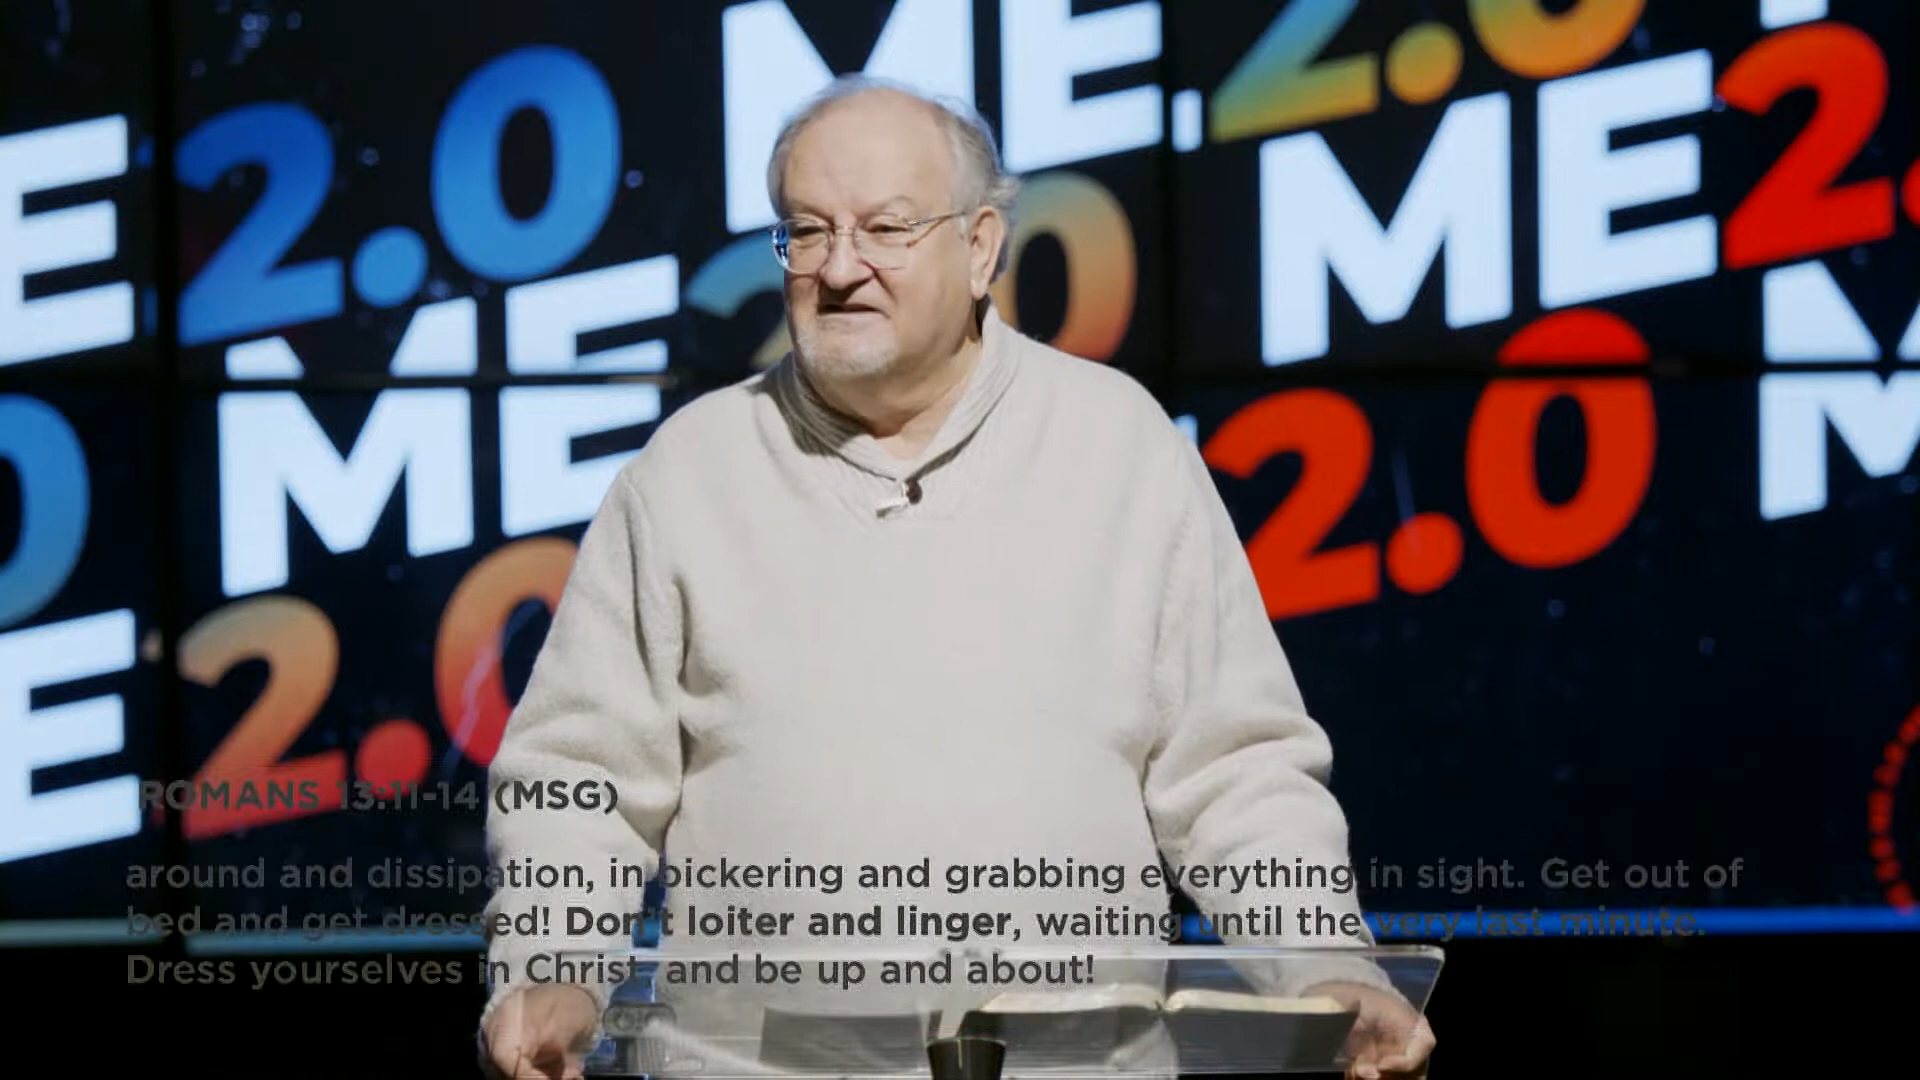 ME 2.0 ME 2.0
E 2.0 ME 2.0 ME 2.
ME
0 ME 2.0 M
E 2.0
ROMANS 13:11-14 (MSG)
around and dissipation, in bickering and grabbing everything in sight. Get out of
bed and get dressed! Don't loiter and linger, waiting until the very last minute.
Dress yourselves in Christ, and be up and about!